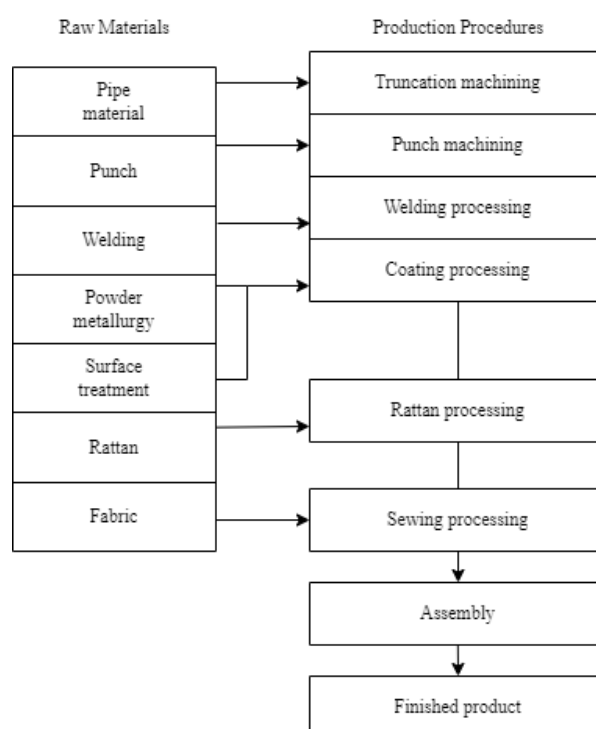 Raw Materials
Production Procedures
Pipe
material
Punch
Welding
Powder
metallurgy
Surface
treatment
Rattan
Fabric
Truncation machining
Punch machining
Welding processing
Coating processing
Rattan processing
Sewing processing
Assembly
Finished product